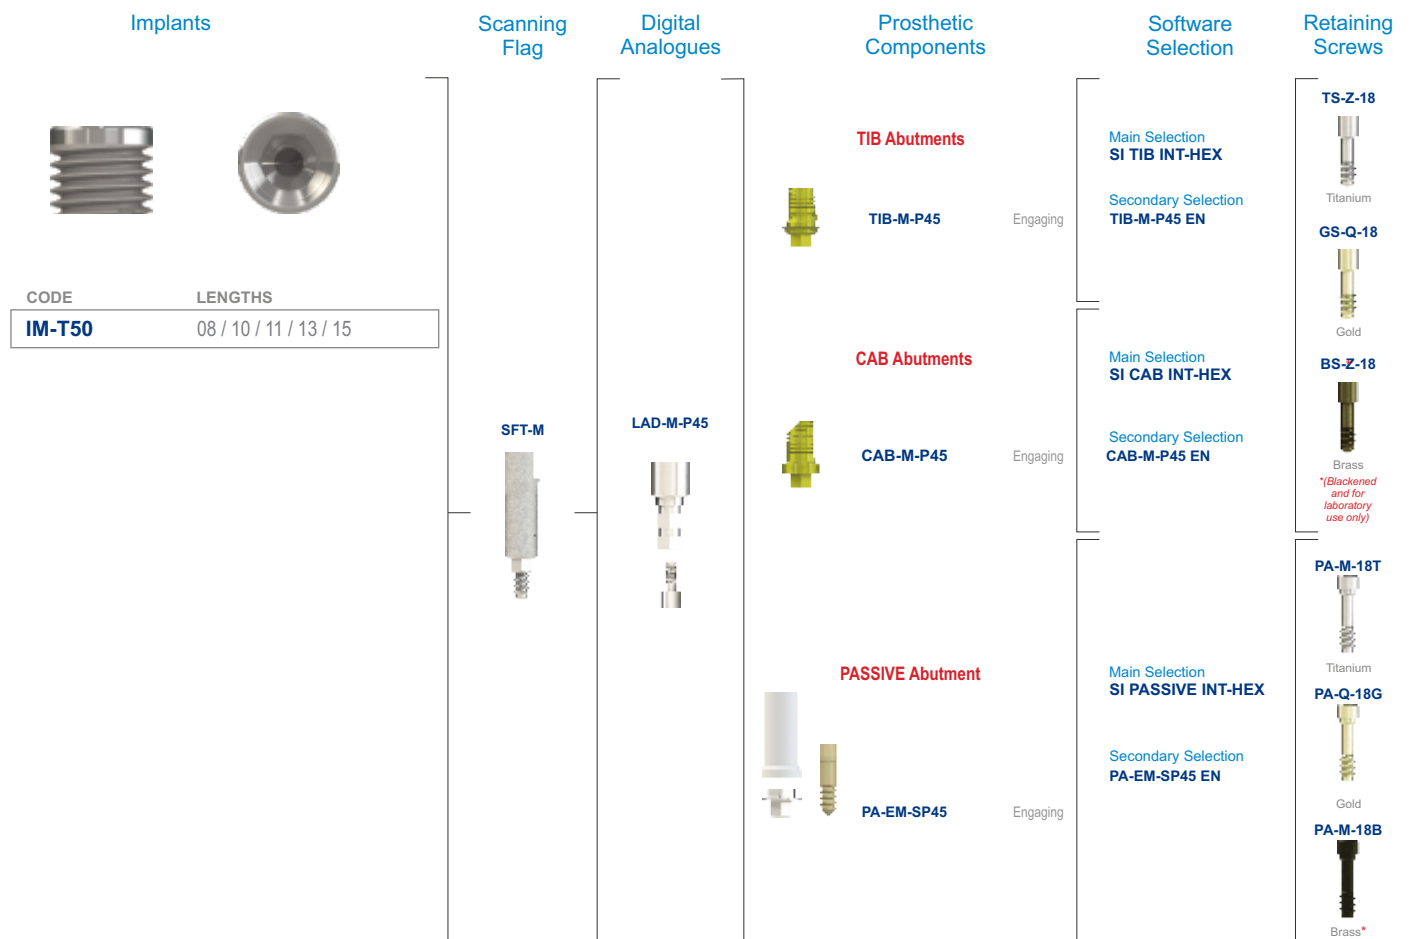 Implants
Scanning
Flag
Digital
Analogues
Prosthetic
Components
Software
Selection
Retaining
Screws
CODE
LENGTHS
IM-T50
08 / 10 / 11 / 13 / 15
SFT-M
LAD-M-P45
TIB Abutments
TIB-M-P45
Engaging
Main Selection
SI TIB INT-HEX
Secondary Selection
TIB-M-P45 EN
CAB Abutments
CAB-M-P45
Engaging
Main Selection
SI CAB INT-HEX
Secondary Selection
CAB-M-P45 EN
PASSIVE Abutment
PA-EM-SP45
Engaging
Main Selection
SI PASSIVE INT-HEX
Secondary Selection
PA-EM-SP45 EN
TS-Z-18
Titanium
GS-Q-18
Gold
BS-Z-18
Brass
*(Blackened
and for
laboratory
use only)
PA-M-18T
Titanium
PA-Q-18G
Gold
PA-M-18B
Brass*